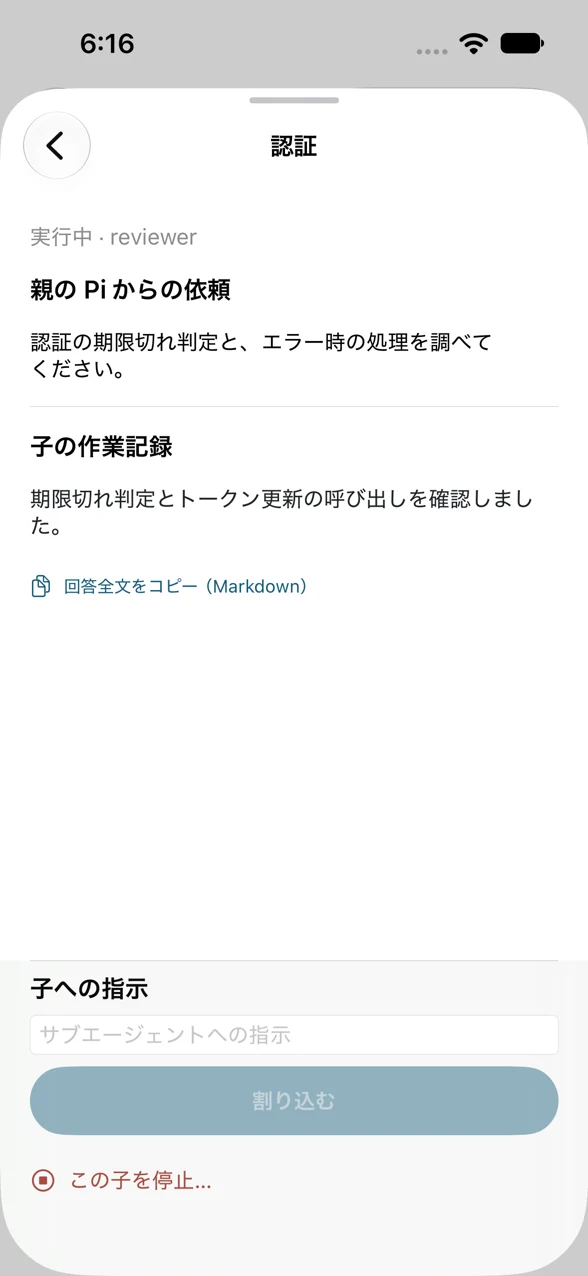 6:16
認証
実行中 · reviewer
親の Pi からの依頼
認証の期限切れ判定と、エラー時の処理を調べて
ください。
子の作業記録
期限切れ判定とトークン更新の呼び出しを確認しまし
た。
回答全文をコピー（Markdown）
子への指示
サブエージェントへの指示
割り込む
この子を停止...